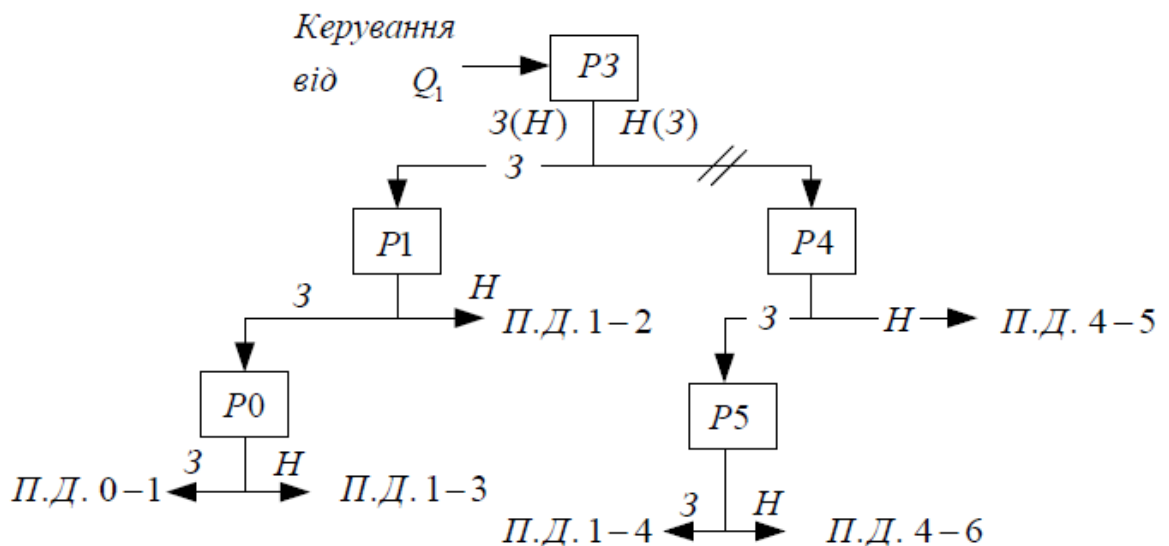 Керування
від Q1
P3
З(Н) Н(З)
З
P1
P4
З
Н
П.Д. 1–2
З
Н
П.Д. 4–5
P0
P5
З
Н
П.Д. 0–1
П.Д. 1–3
З
Н
П.Д. 1–4
П.Д. 4–6